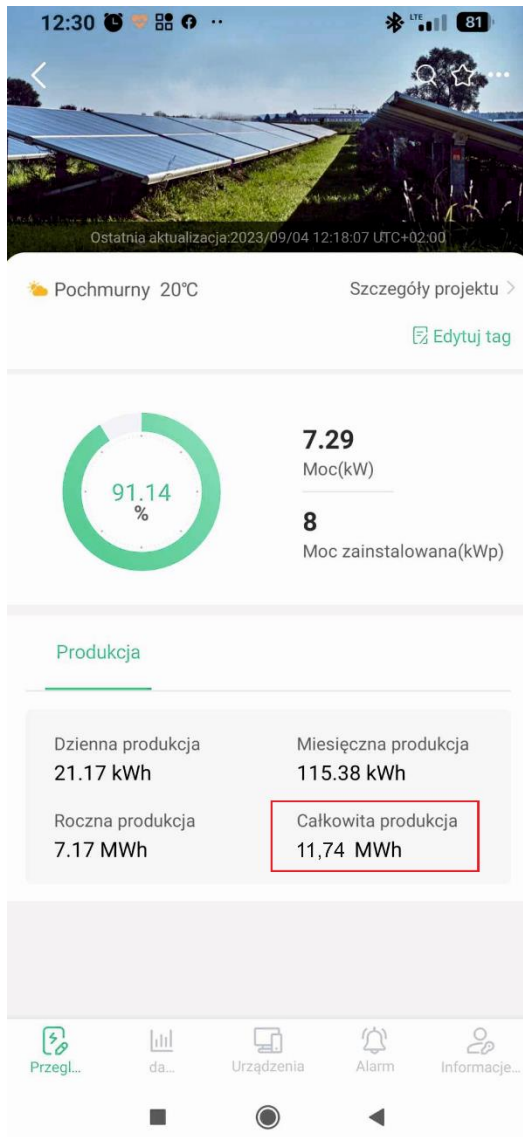 12:30 LTE 81
Ostatnia aktualizacja:2023/09/04 12:18:07 UTC+02:00
Pochmurny 20℃ Szczegóły projektu
Edytuj tag
7.29
Moc(kW)
91.14
%
8
Moc zainstalowana(kWp)
Produkcja
Dzienna produkcja Miesięczna produkcja
21.17 kWh 115.38 kWh
Roczna produkcja Całkowita produkcja
7.17 MWh 11,74 MWh
Przegl... da... Urządzenia Alarm Informacje...